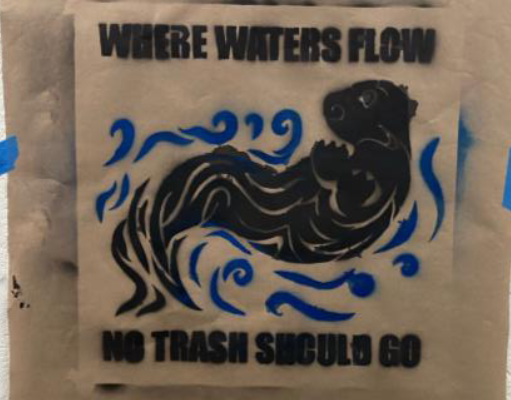 WHERE WATERS FLOW
NO TRASH SHOULD GO